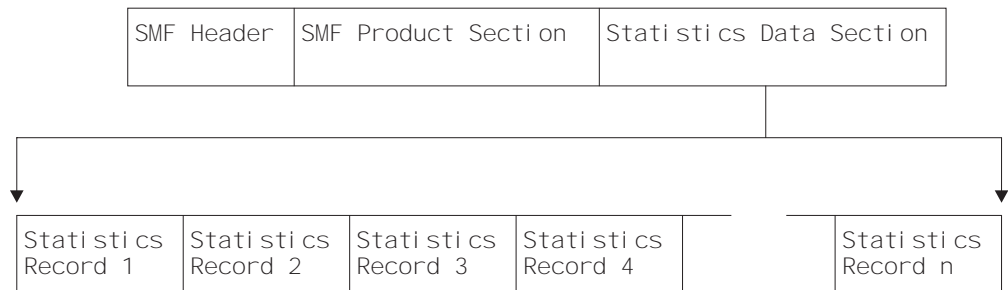 SMF Header SMF Product Section Statistics Data Section
Statistics Statistics Statistics Statistics Statistics
Record 1 Record 2 Record 3 Record 4 Record n